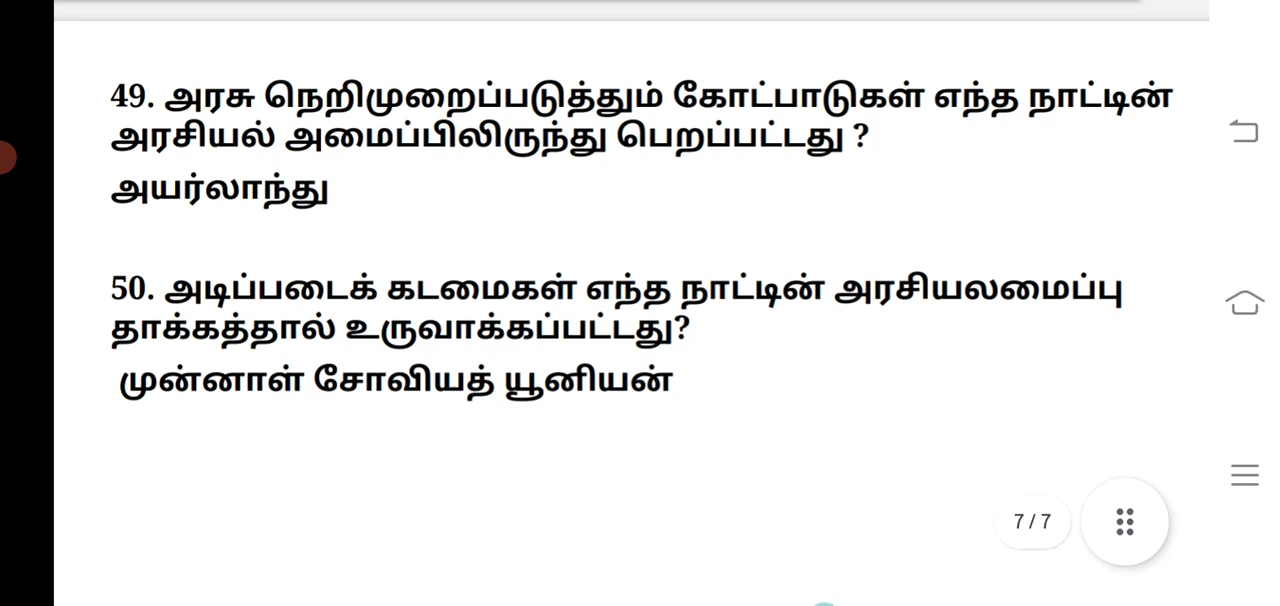 49. அரசு நெறிமுறைப்படுத்தும் கோட்பாடுகள் எந்த நாட்டின்
அரசியல் அமைப்பிலிருந்து பெறப்பட்டது ?
அயர்லாந்து
50. அடிப்படைக் கடமைகள் எந்த நாட்டின் அரசியலமைப்பு
தாக்கத்தால் உருவாக்கப்பட்டது?
முன்னாள் சோவியத் யூனியன்
7 / 7